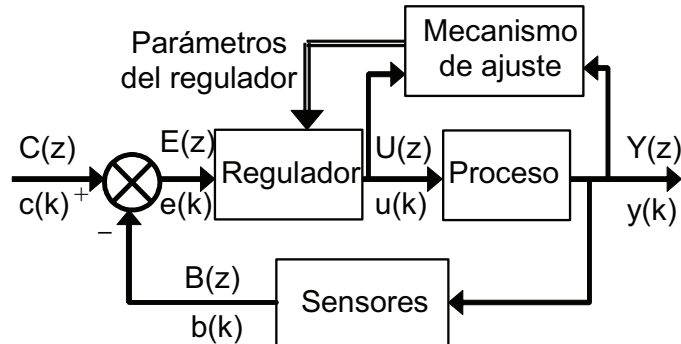 Parámetros
del regulador
Mecanismo
de ajuste
C(z)
c(k)
+
−
E(z)
e(k)
Regulador
U(z)
u(k)
Proceso
Y(z)
y(k)
B(z)
b(k)
Sensores